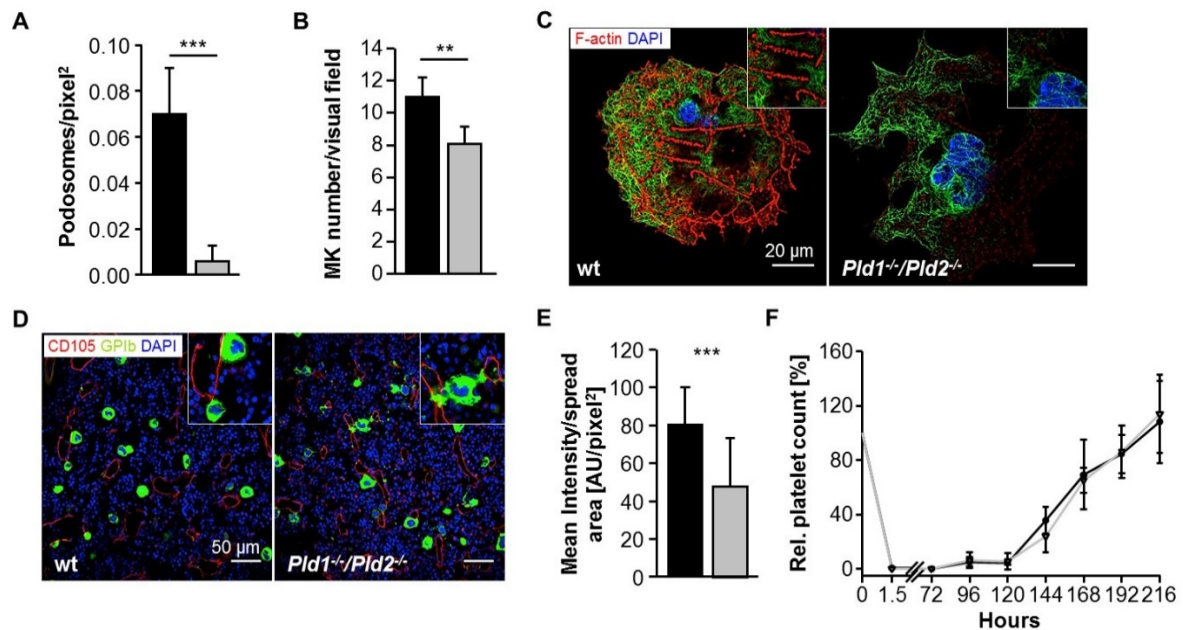 A
Podosomes/pixel²
0.10
0.08
0.06
0.04
0.02
0.00
***
B
MK number/visual field
14
12
10
8
6
4
2
0
**
C
F-actin DAPI
wt
20 µm
Pld1-/-/Pld2-/-
D
CD105 GPIb DAPI
wt
50 µm
Pld1-/-/Pld2-/-
E
Mean Intensity/spread
area [AU/pixel²]
120
100
80
60
40
20
0
***
F
Rel. platelet count [%]
160
120
80
40
0
0 1.5 72 96 120 144 168 192 216
Hours